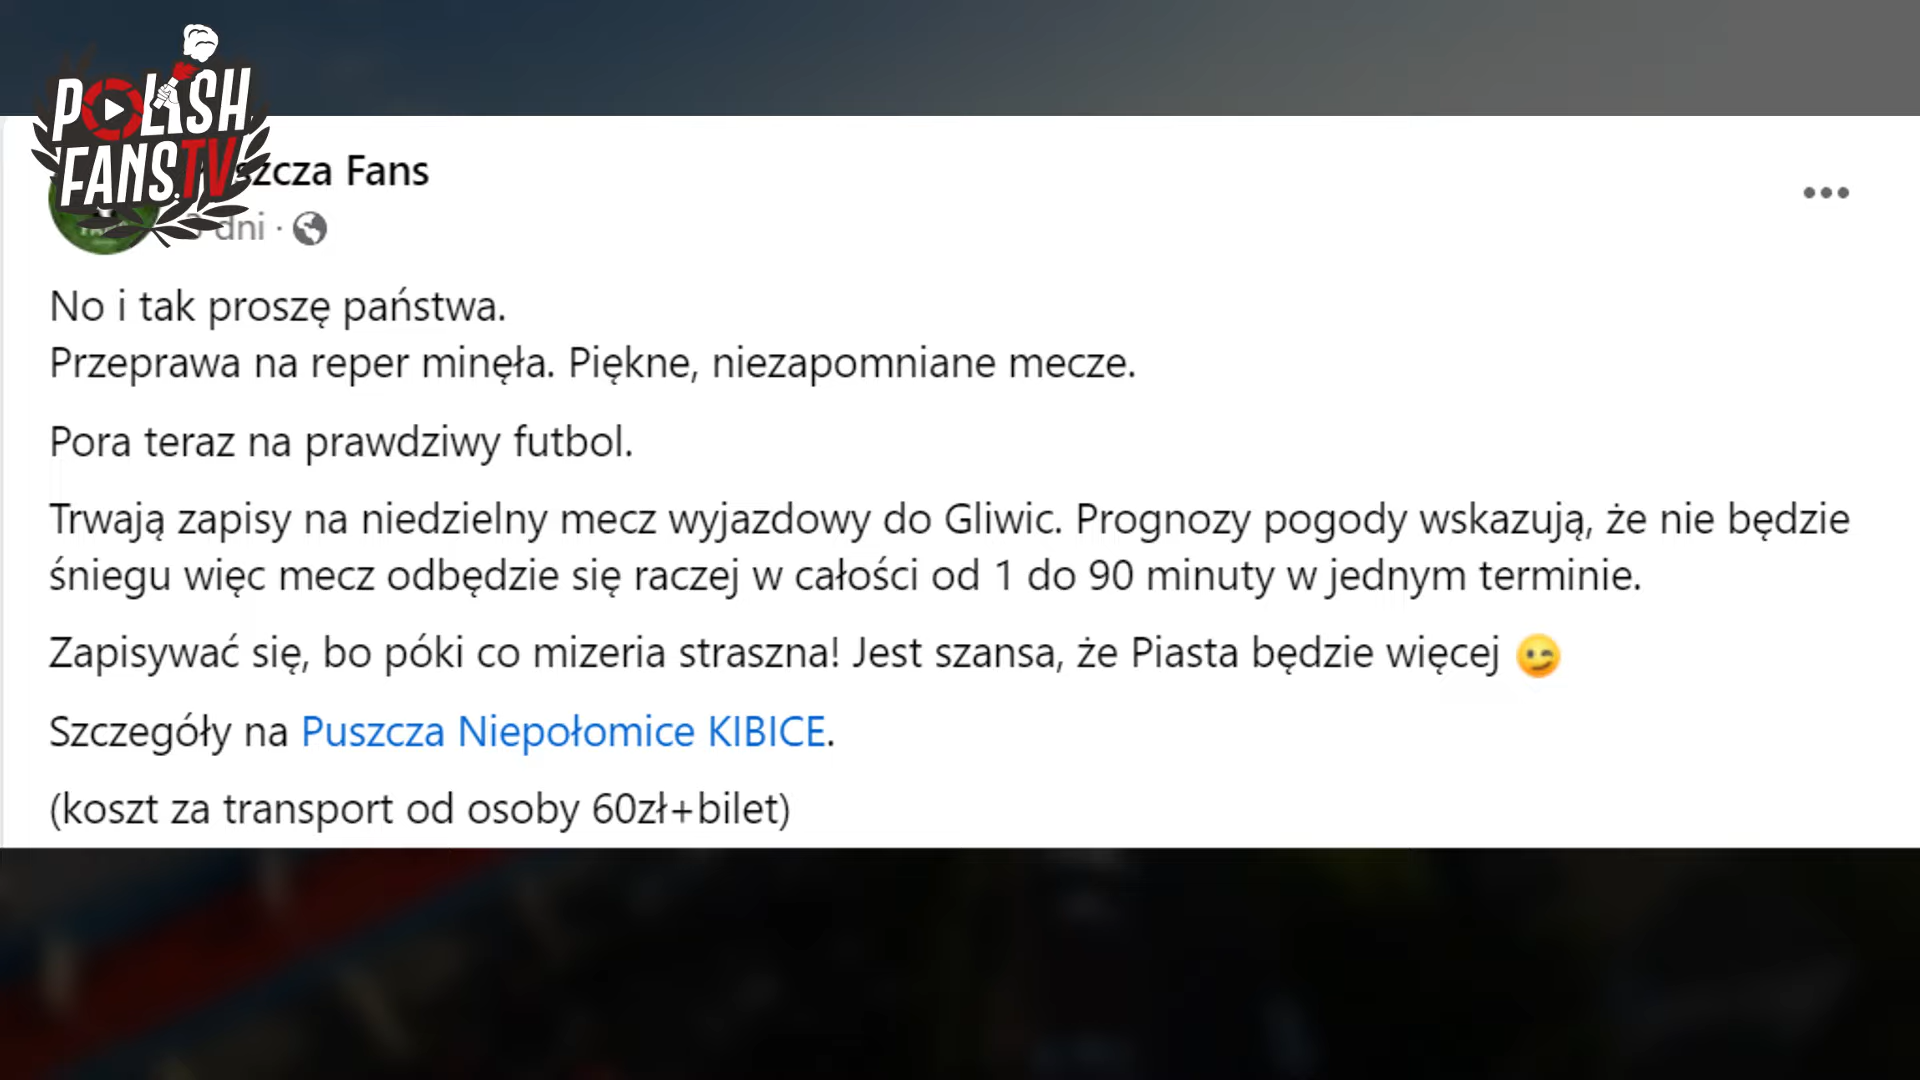 POLISH
FANS.TV
Puszcza Fans
3 dni ·
No i tak proszę państwa.
Przeprawa na reper minęła. Piękne, niezapomniane mecze.
Pora teraz na prawdziwy futbol.
Trwają zapisy na niedzielny mecz wyjazdowy do Gliwic. Prognozy pogody wskazują, że nie będzie
śniegu więc mecz odbędzie się raczej w całości od 1 do 90 minuty w jednym terminie.
Zapisywać się, bo póki co mizeria straszna! Jest szansa, że Piasta będzie więcej 😉
Szczegóły na Puszcza Niepołomice KIBICE.
(koszt za transport od osoby 60zł+bilet)